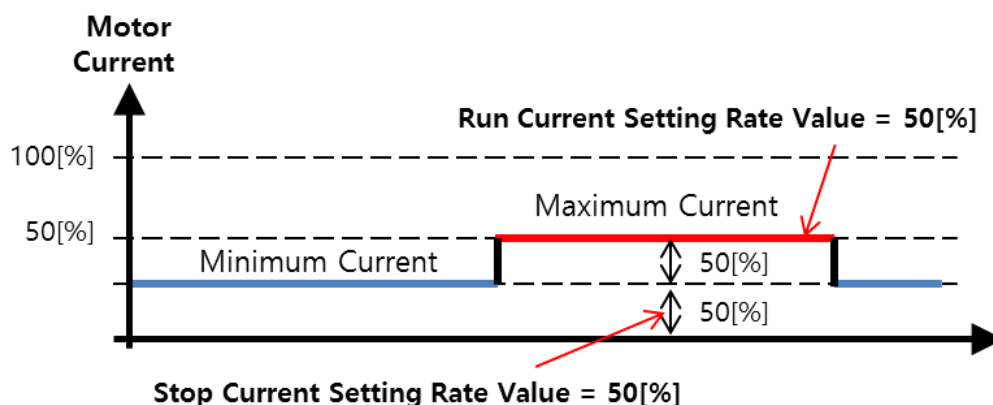 Motor
Current
Run Current Setting Rate Value = 50[%]
100[%]
Maximum Current
50[%]
Minimum Current
50[%]
50[%]
Stop Current Setting Rate Value = 50[%]